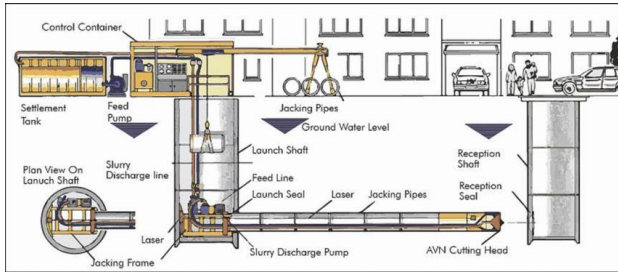 Control Container
Settlement
Tank
Feed
Pump
Jacking Pipes
Ground Water Level
Plan View On
Lanuch Shaft
Slurry
Discharge line
Launch Shaft
Feed Line
Launch Seal
Laser
Jacking Pipes
Reception
Shaft
Reception
Seal
Laser
Jacking Frame
Slurry Discharge Pump
AVN Cutting Head